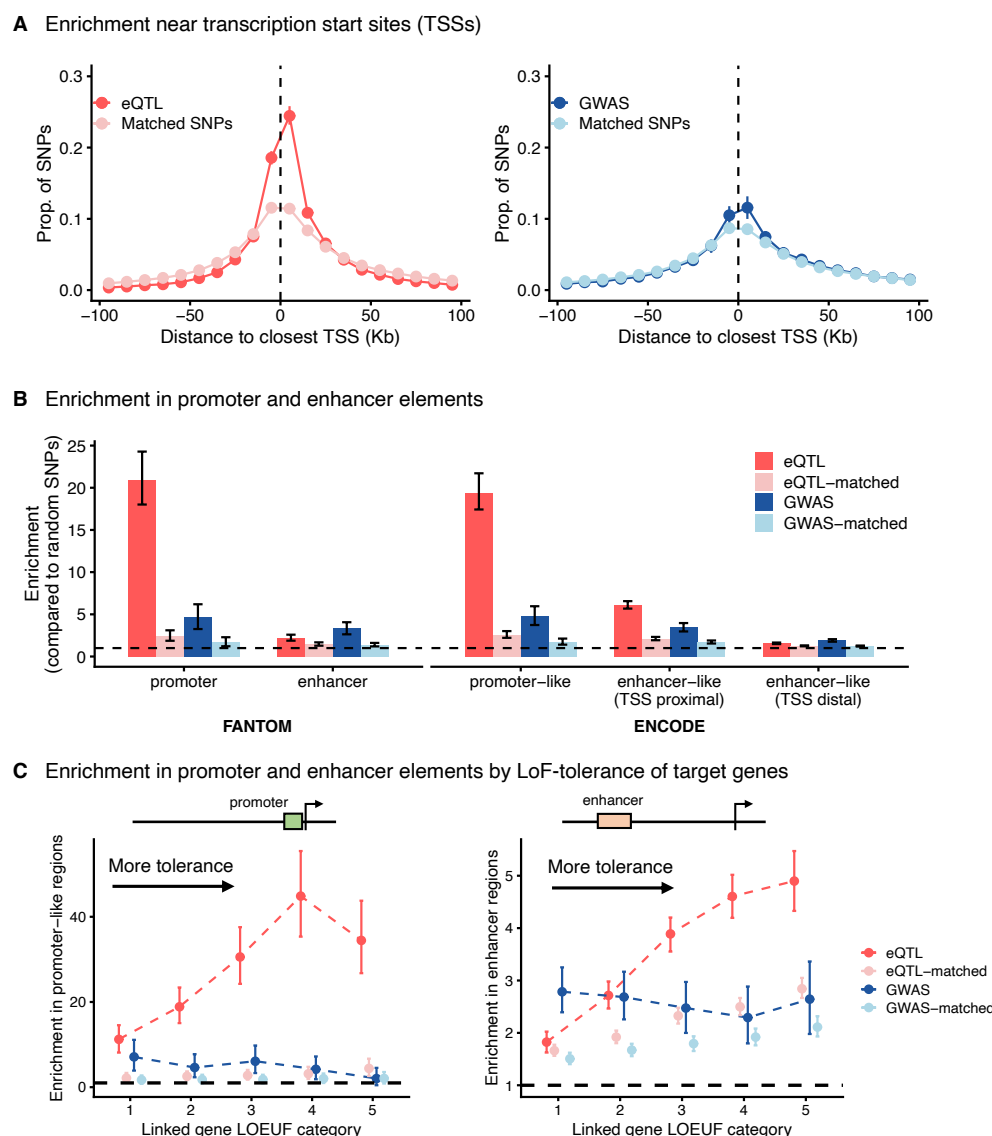 A Enrichment near transcription start sites (TSSs)
Prop. of SNPs
0.3
0.2
0.1
0.0
eQTL
Matched SNPs
−100 −50 0 50 100
Distance to closest TSS (Kb)
Prop. of SNPs
0.3
0.2
0.1
0.0
GWAS
Matched SNPs
−100 −50 0 50 100
Distance to closest TSS (Kb)
B Enrichment in promoter and enhancer elements
Enrichment
(compared to random SNPs)
25
20
15
10
5
0
eQTL
eQTL−matched
GWAS
GWAS−matched
promoter enhancer promoter−like enhancer−like enhancer−like
(TSS proximal) (TSS distal)
FANTOM ENCODE
C Enrichment in promoter and enhancer elements by LoF-tolerance of target genes
promoter
Enrichment in promoter−like regions
More tolerance
40
20
0
1 2 3 4 5
Linked gene LOEUF category
enhancer
Enrichment in enhancer regions
More tolerance
5
4
3
2
1
1 2 3 4 5
Linked gene LOEUF category
eQTL
eQTL−matched
GWAS
GWAS−matched